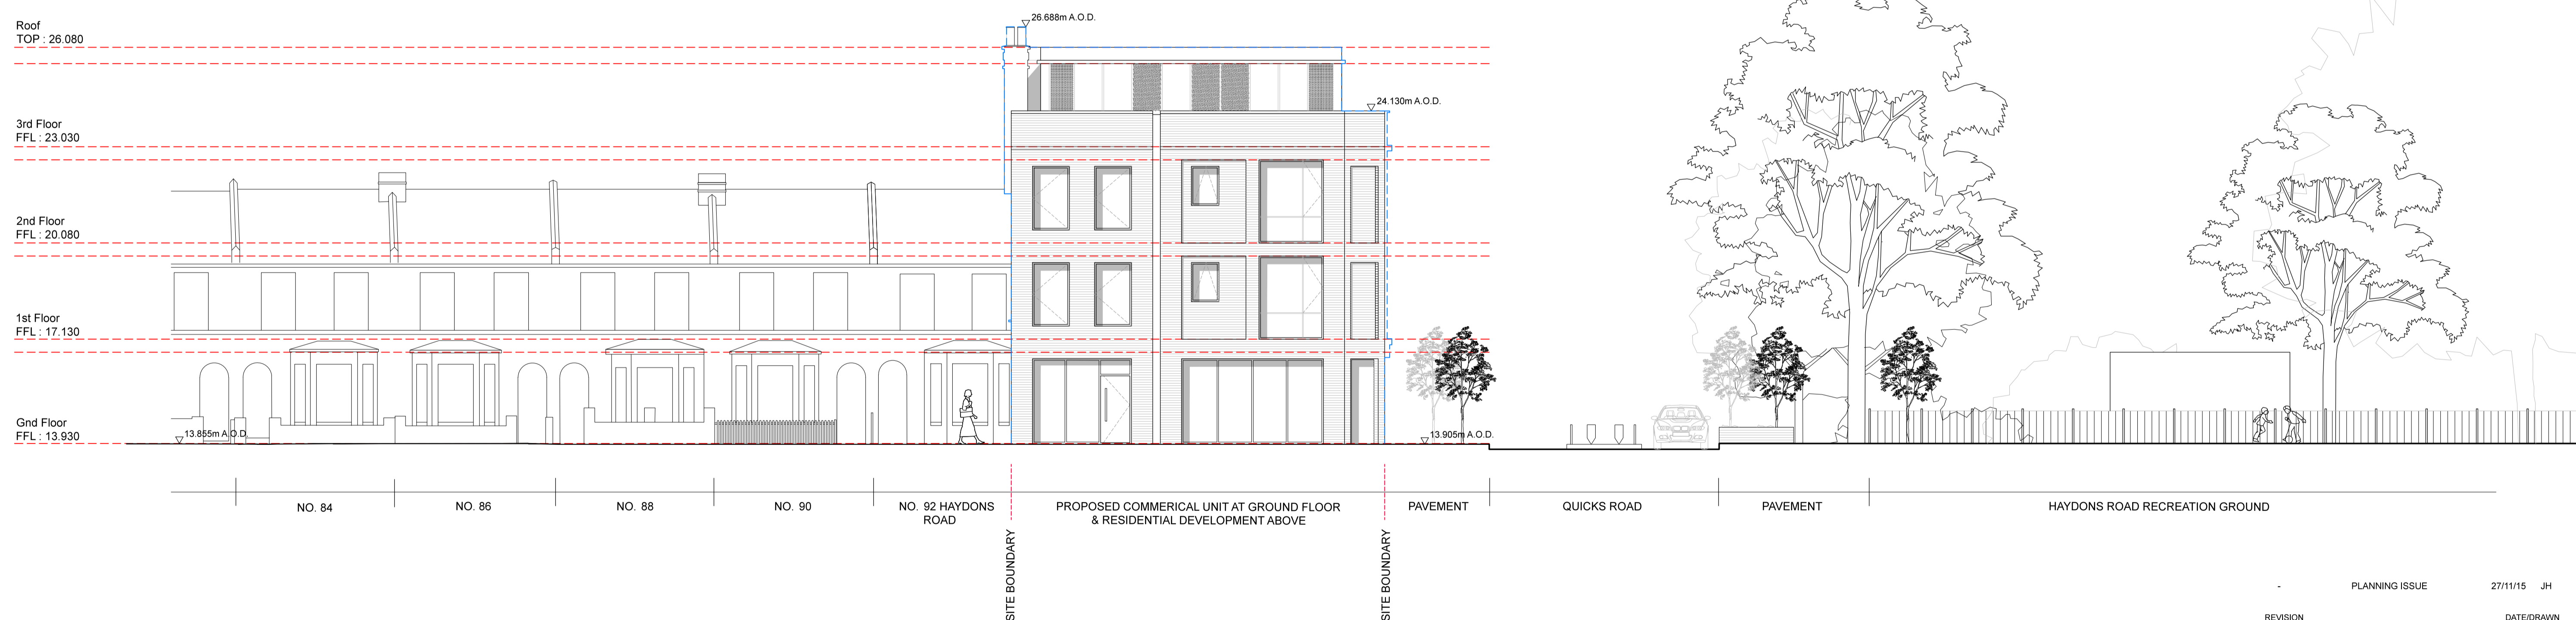 Roof
TOP : 26.080
26.688m A.O.D.
24.130m A.O.D.
3rd Floor
FFL : 23.030
2nd Floor
FFL : 20.080
1st Floor
FFL : 17.130
Gnd Floor
FFL : 13.930
13.855m A.O.D.
13.905m A.O.D.
NO. 84
NO. 86
NO. 88
NO. 90
NO. 92 HAYDONS
ROAD
PROPOSED COMMERICAL UNIT AT GROUND FLOOR
& RESIDENTIAL DEVELOPMENT ABOVE
PAVEMENT
QUICKS ROAD
PAVEMENT
HAYDONS ROAD RECREATION GROUND
SITE BOUNDARY
SITE BOUNDARY
- PLANNING ISSUE 27/11/15 JH
REVISION DATE/DRAWN